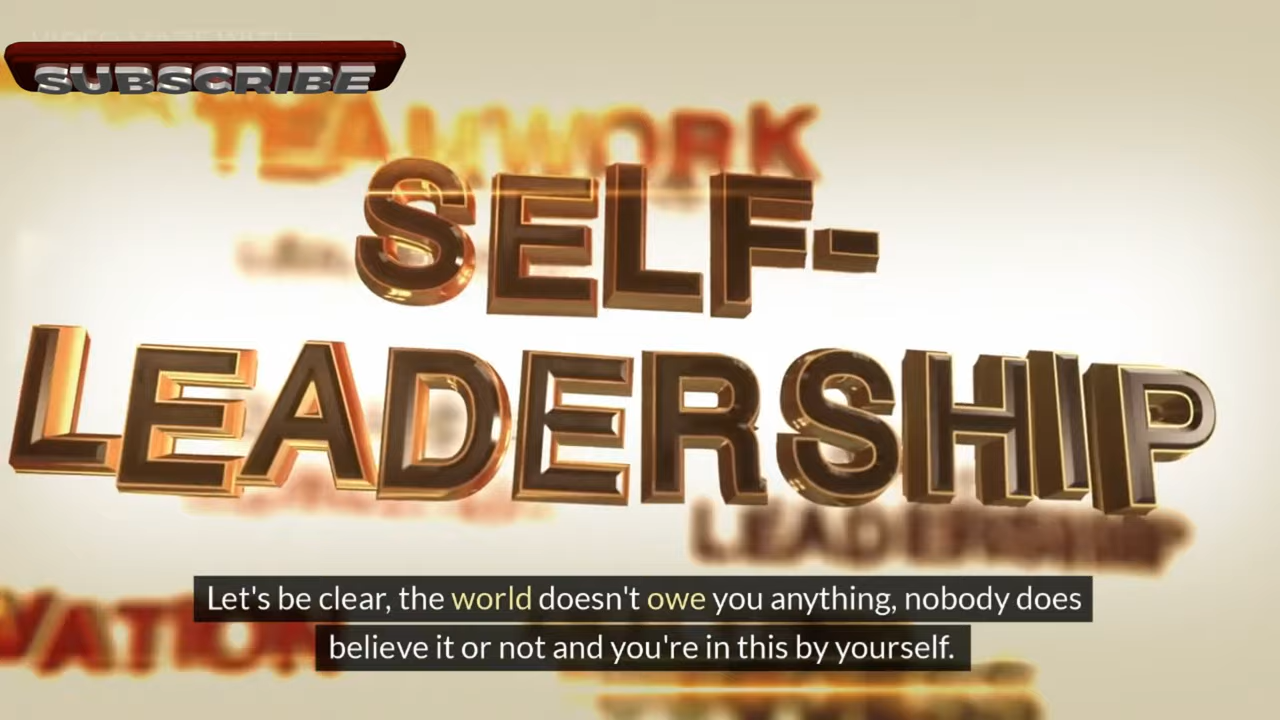 SUBSCRIBE
TEAMWORK
SELF-
LEADERSHIP
LEADERSHIP
VATION
Let's be clear, the world doesn't owe you anything, nobody does
believe it or not and you're in this by yourself.